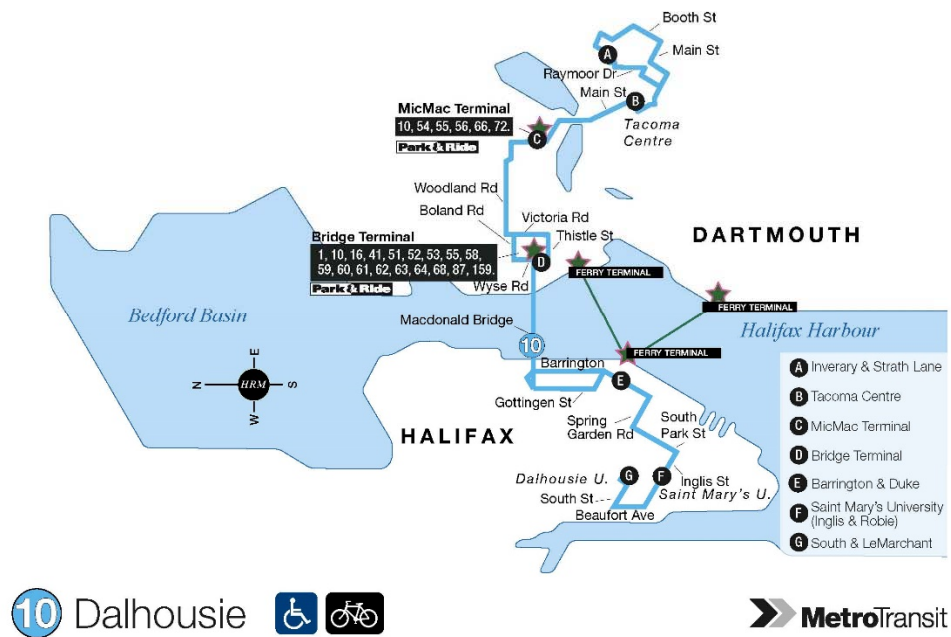 Booth St
Main St
A
Raymoor Dr
Main St
B
MicMac Terminal
10, 54, 55, 56, 66, 72.
Park & Ride
C
Tacoma
Centre
Woodland Rd
Boland Rd
Victoria Rd
Thistle St
DARTMOUTH
Bridge Terminal
1, 10, 16, 41, 51, 52, 53, 55, 58,
59, 60, 61, 62, 63, 64, 68, 87, 159.
Park & Ride
D
Wyse Rd
FERRY TERMINAL
FERRY TERMINAL
Bedford Basin
Macdonald Bridge
Halifax Harbour
10
FERRY TERMINAL
Barrington
E
N
HRM
S
W
E
Gottingen St
Spring
Garden Rd
South
Park St
HALIFAX
Dalhousie U.
G
F
Inglis St
Saint Mary's U.
South St
Beaufort Ave
A Inverary & Strath Lane
B Tacoma Centre
C MicMac Terminal
D Bridge Terminal
E Barrington & Duke
F Saint Mary's University
(Inglis & Robie)
G South & LeMarchant
10 Dalhousie
MetroTransit